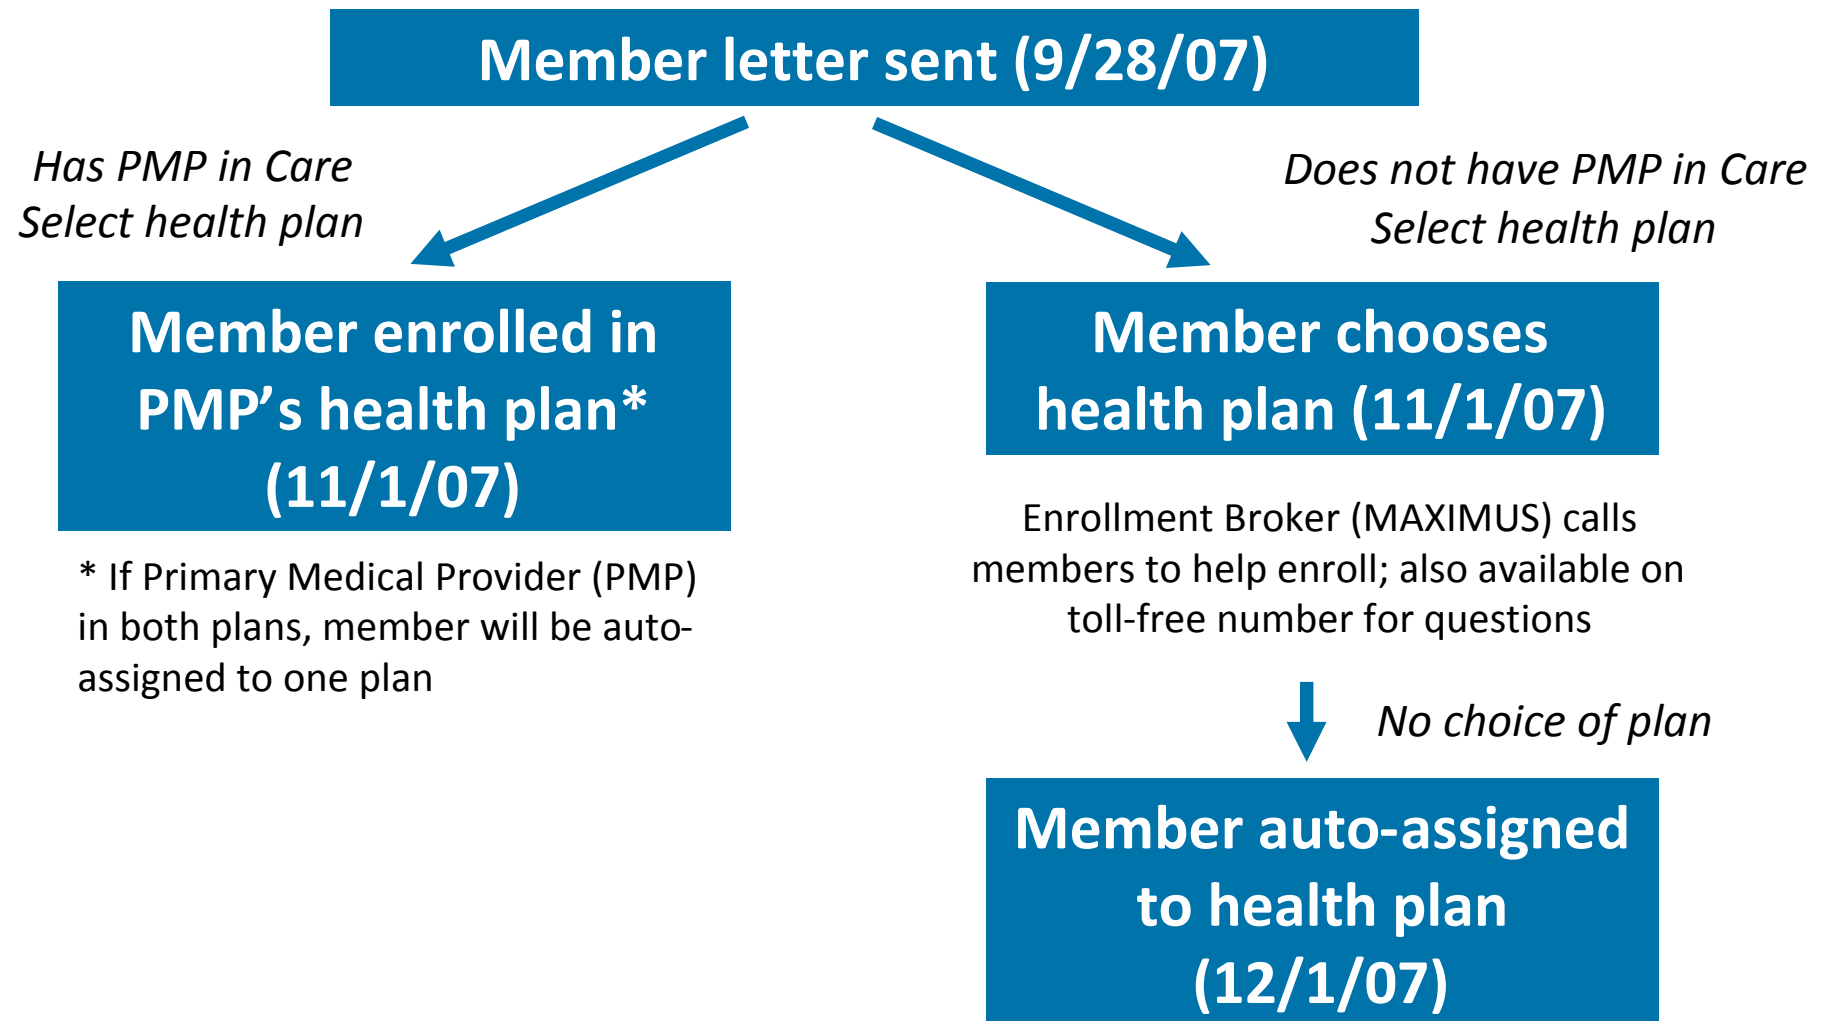 Member letter sent (9/28/07)
Has PMP in Care
Select health plan
Does not have PMP in Care
Select health plan
Member enrolled in
PMP’s health plan*
(11/1/07)
* If Primary Medical Provider (PMP)
in both plans, member will be auto-
assigned to one plan
Member chooses
health plan (11/1/07)
Enrollment Broker (MAXIMUS) calls
members to help enroll; also available on
toll-free number for questions
No choice of plan
Member auto-assigned
to health plan
(12/1/07)